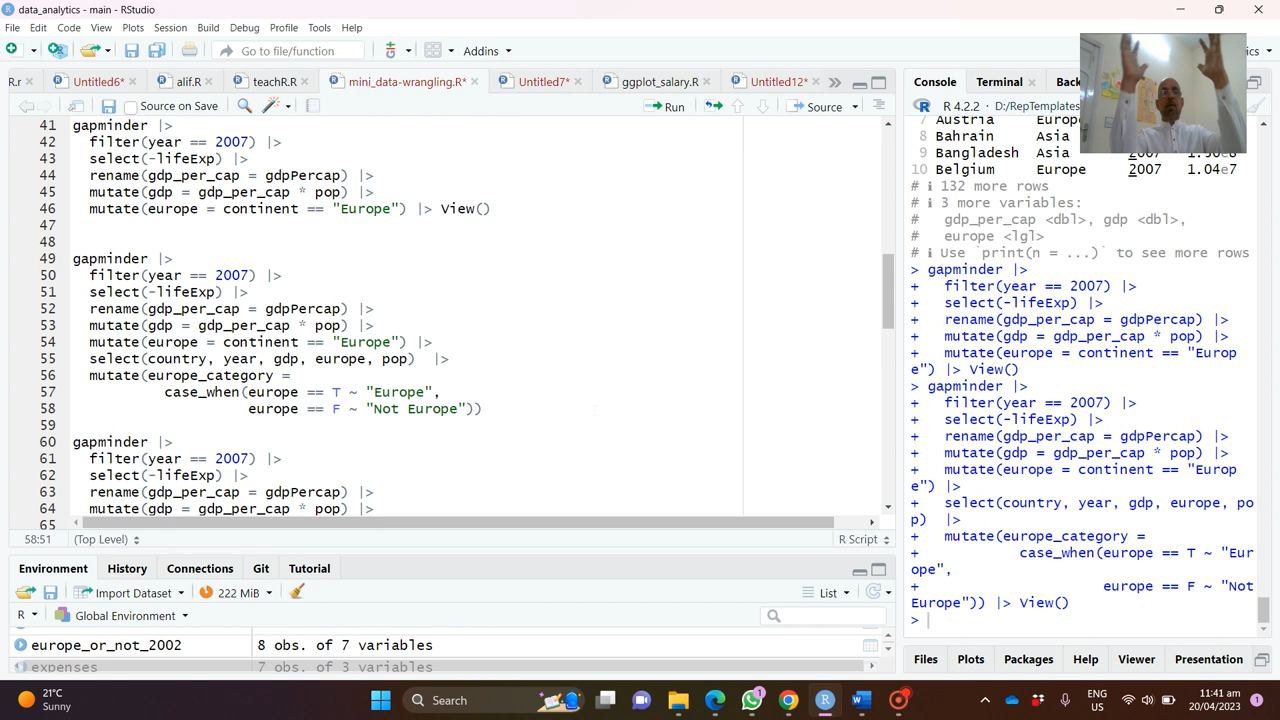 data_analytics - main - RStudio
File Edit Code View Plots Session Build Debug Profile Tools Help
Go to file/function Addins
R.r Untitled6* alif.R teachR.R mini_data-wrangling.R* Untitled7* ggplot_salary.R Untitled12*
Source on Save Run Source
41 gapminder |>
42 filter(year == 2007) |>
43 select(-lifeExp) |>
44 rename(gdp_per_cap = gdpPercap) |>
45 mutate(gdp = gdp_per_cap * pop) |>
46 mutate(europe = continent == "Europe") |> View()
47
48
49 gapminder |>
50 filter(year == 2007) |>
51 select(-lifeExp) |>
52 rename(gdp_per_cap = gdpPercap) |>
53 mutate(gdp = gdp_per_cap * pop) |>
54 mutate(europe = continent == "Europe") |>
55 select(country, year, gdp, europe, pop) |>
56 mutate(europe_category =
57 case_when(europe == T ~ "Europe",
58 europe == F ~ "Not Europe"))
59
60 gapminder |>
61 filter(year == 2007) |>
62 select(-lifeExp) |>
63 rename(gdp_per_cap = gdpPercap) |>
64 mutate(gdp = gdp_per_cap * pop) |>
65
58:51 (Top Level) R Script
Environment History Connections Git Tutorial
Import Dataset 222 MiB List
R Global Environment
europe_or_not_2002 8 obs. of 7 variables
expenses 7 obs. of 3 variables
Console Terminal
R 4.2.2 · D:/RepTemplates
7 Austria Europe
8 Bahrain Asia
9 Bangladesh Asia 2007
10 Belgium Europe 2007 1.04e7
# ℹ 132 more rows
# ℹ 3 more variables:
# gdp_per_cap <dbl>, gdp <dbl>,
# europe <lgl>
# ℹ Use `print(n = ...)` to see more rows
> gapminder |>
+ filter(year == 2007) |>
+ select(-lifeExp) |>
+ rename(gdp_per_cap = gdpPercap) |>
+ mutate(gdp = gdp_per_cap * pop) |>
+ mutate(europe = continent == "Europ
e") |> View()
> gapminder |>
+ filter(year == 2007) |>
+ select(-lifeExp) |>
+ rename(gdp_per_cap = gdpPercap) |>
+ mutate(gdp = gdp_per_cap * pop) |>
+ mutate(europe = continent == "Europ
e") |>
+ select(country, year, gdp, europe, po
p) |>
+ mutate(europe_category =
+ case_when(europe == T ~ "Eur
ope",
+ europe == F ~ "Not
Europe")) |> View()
>
Files Plots Packages Help Viewer Presentation
21°C
Sunny
Search
ENG
US
11:41 am
20/04/2023